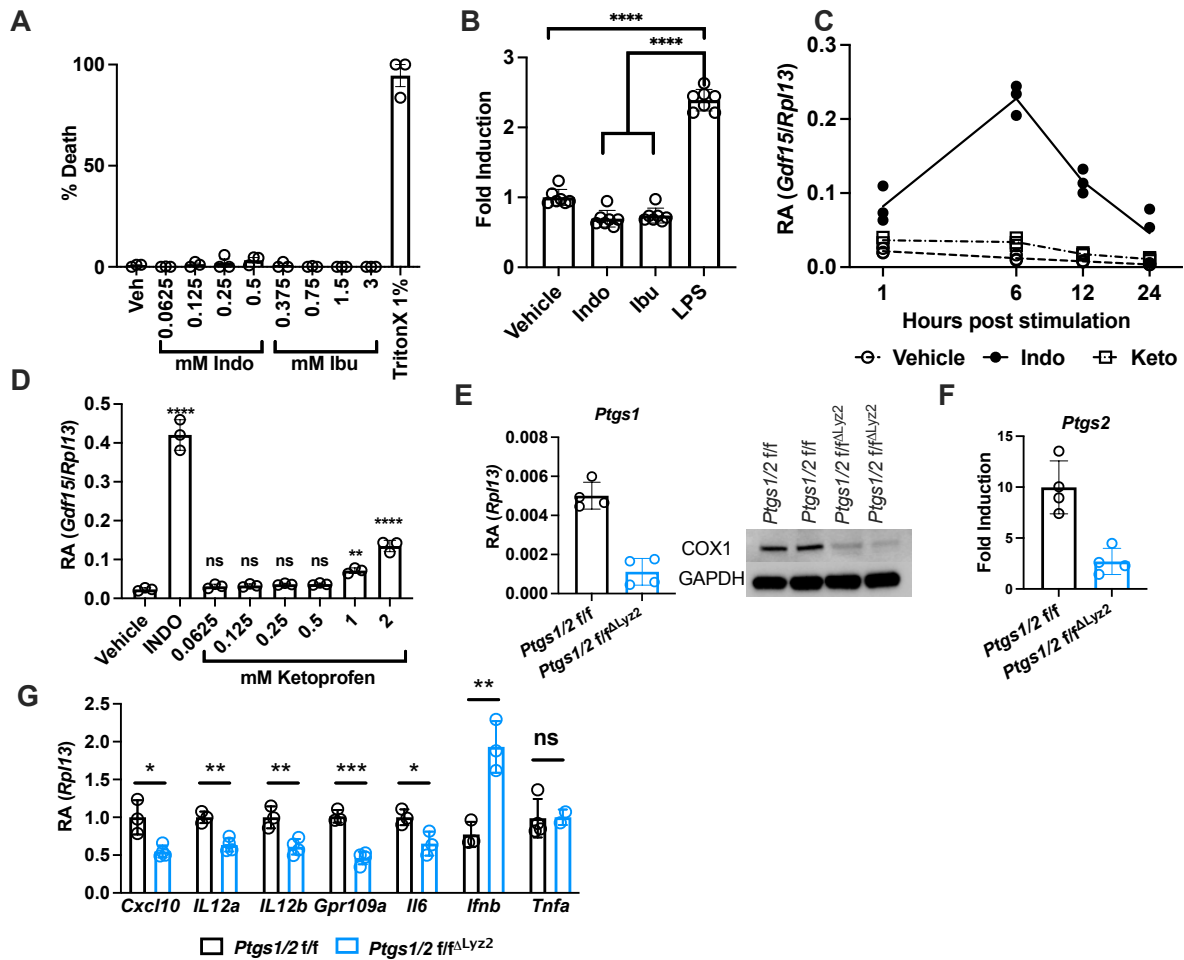 A
% Death
100
50
0
Veh
0.0625
0.125
0.25
0.5
0.375
0.75
1.5
3
TritonX 1%
mM Indo
mM Ibu
B
****
****
Fold Induction
3
2
1
0
Vehicle
Indo
Ibu
LPS
C
RA (Gdf15/Rpl13)
0.3
0.2
0.1
0.0
1
6
12
24
Hours post stimulation
Vehicle
Indo
Keto
D
RA (Gdf15/Rpl13)
0.5
0.4
0.3
0.2
0.1
0.0
****
ns
ns
ns
ns
**
****
Vehicle
INDO
0.0625
0.125
0.25
0.5
1
2
mM Ketoprofen
E
Ptgs1
RA (Rpl13)
0.008
0.006
0.004
0.002
0.000
Ptgs1/2 f/f
Ptgs1/2 f/fΔLyz2
Ptgs1/2 f/f
Ptgs1/2 f/f
Ptgs1/2 f/fΔLyz2
Ptgs1/2 f/fΔLyz2
COX1
GAPDH
F
Ptgs2
Fold Induction
15
10
5
0
Ptgs1/2 f/f
Ptgs1/2 f/fΔLyz2
G
RA (Rpl13)
2.5
2.0
1.5
1.0
0.5
0.0
*
**
**
***
*
**
ns
Cxcl10
IL12a
IL12b
Gpr109a
Il6
Ifnb
Tnfa
Ptgs1/2 f/f
Ptgs1/2 f/fΔLyz2